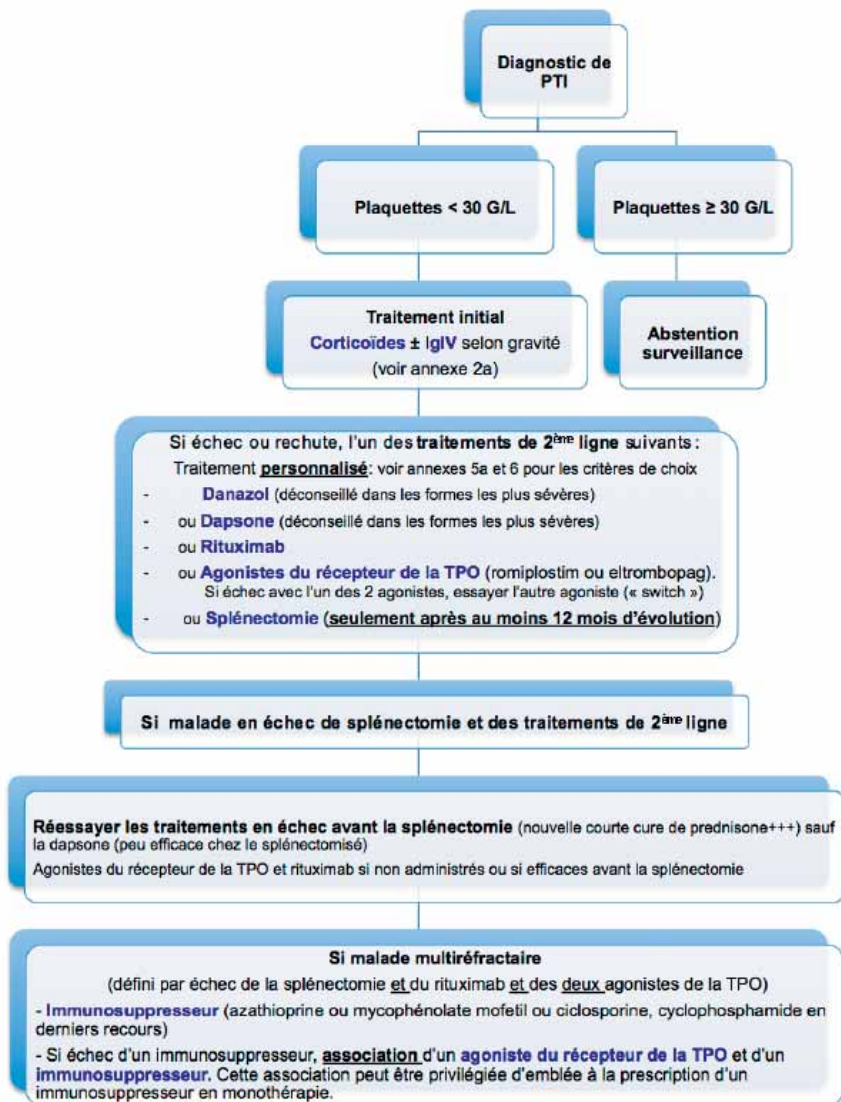 Diagnostic de
PTI
Plaquettes < 30 G/L
Plaquettes ≥ 30 G/L
Traitement initial
Corticoïdes ± IgIV selon gravité
(voir annexe 2a)
Abstention
surveillance
Si échec ou rechute, l'un des traitements de 2ème ligne suivants :
Traitement personnalisé: voir annexes 5a et 6 pour les critères de choix
- Danazol (déconseillé dans les formes les plus sévères)
- ou Dapsone (déconseillé dans les formes les plus sévères)
- ou Rituximab
- ou Agonistes du récepteur de la TPO (romiplostim ou eltrombopag).
Si échec avec l'un des 2 agonistes, essayer l'autre agoniste (« switch »)
- ou Splénectomie (seulement après au moins 12 mois d'évolution)
Si malade en échec de splénectomie et des traitements de 2ème ligne
Réessayer les traitements en échec avant la splénectomie (nouvelle courte cure de prednisone+++) sauf
la dapsone (peu efficace chez le splénectomisé)
Agonistes du récepteur de la TPO et rituximab si non administrés ou si efficaces avant la splénectomie
Si malade multiréfractaire
(défini par échec de la splénectomie et du rituximab et des deux agonistes de la TPO)
- Immunosuppresseur (azathioprine ou mycophénolate mofetil ou ciclosporine, cyclophosphamide en
derniers recours)
- Si échec d'un immunosuppresseur, association d'un agoniste du récepteur de la TPO et d'un
immunosuppresseur. Cette association peut être privilégiée d'emblée à la prescription d'un
immunosuppresseur en monothérapie.